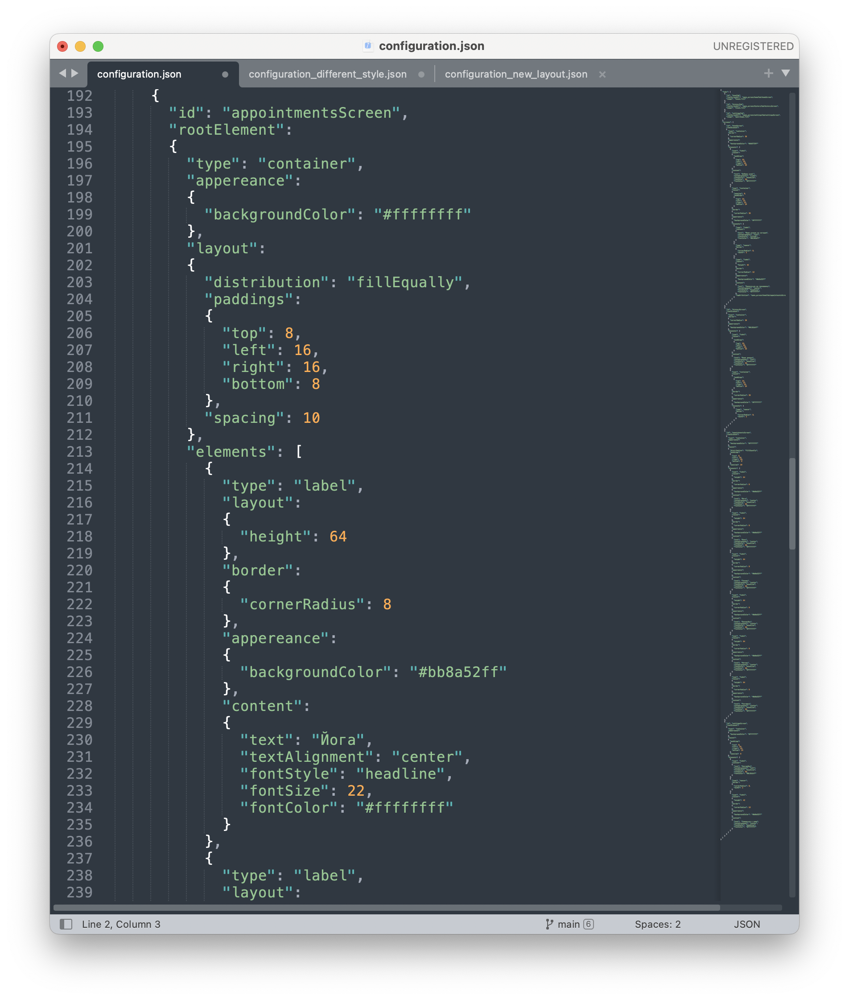 configuration.json
UNREGISTERED
configuration.json configuration_different_style.json configuration_new_layout.json
192 {
193 "id": "appointmentsScreen",
194 "rootElement":
195 {
196 "type": "container",
197 "appereance":
198 {
199 "backgroundColor": "#ffffffff"
200 },
201 "layout":
202 {
203 "distribution": "fillEqually",
204 "paddings":
205 {
206 "top": 8,
207 "left": 16,
208 "right": 16,
209 "bottom": 8
210 },
211 "spacing": 10
212 },
213 "elements": [
214 {
215 "type": "label",
216 "layout":
217 {
218 "height": 64
219 },
220 "border":
221 {
222 "cornerRadius": 8
223 },
224 "appereance":
225 {
226 "backgroundColor": "#bb8a52ff"
227 },
228 "content":
229 {
230 "text": "Йога",
231 "textAlignment": "center",
232 "fontStyle": "headline",
233 "fontSize": 22,
234 "fontColor": "#ffffffff"
235 }
236 },
237 {
238 "type": "label",
239 "layout":
Line 2, Column 3 main 6 Spaces: 2 JSON